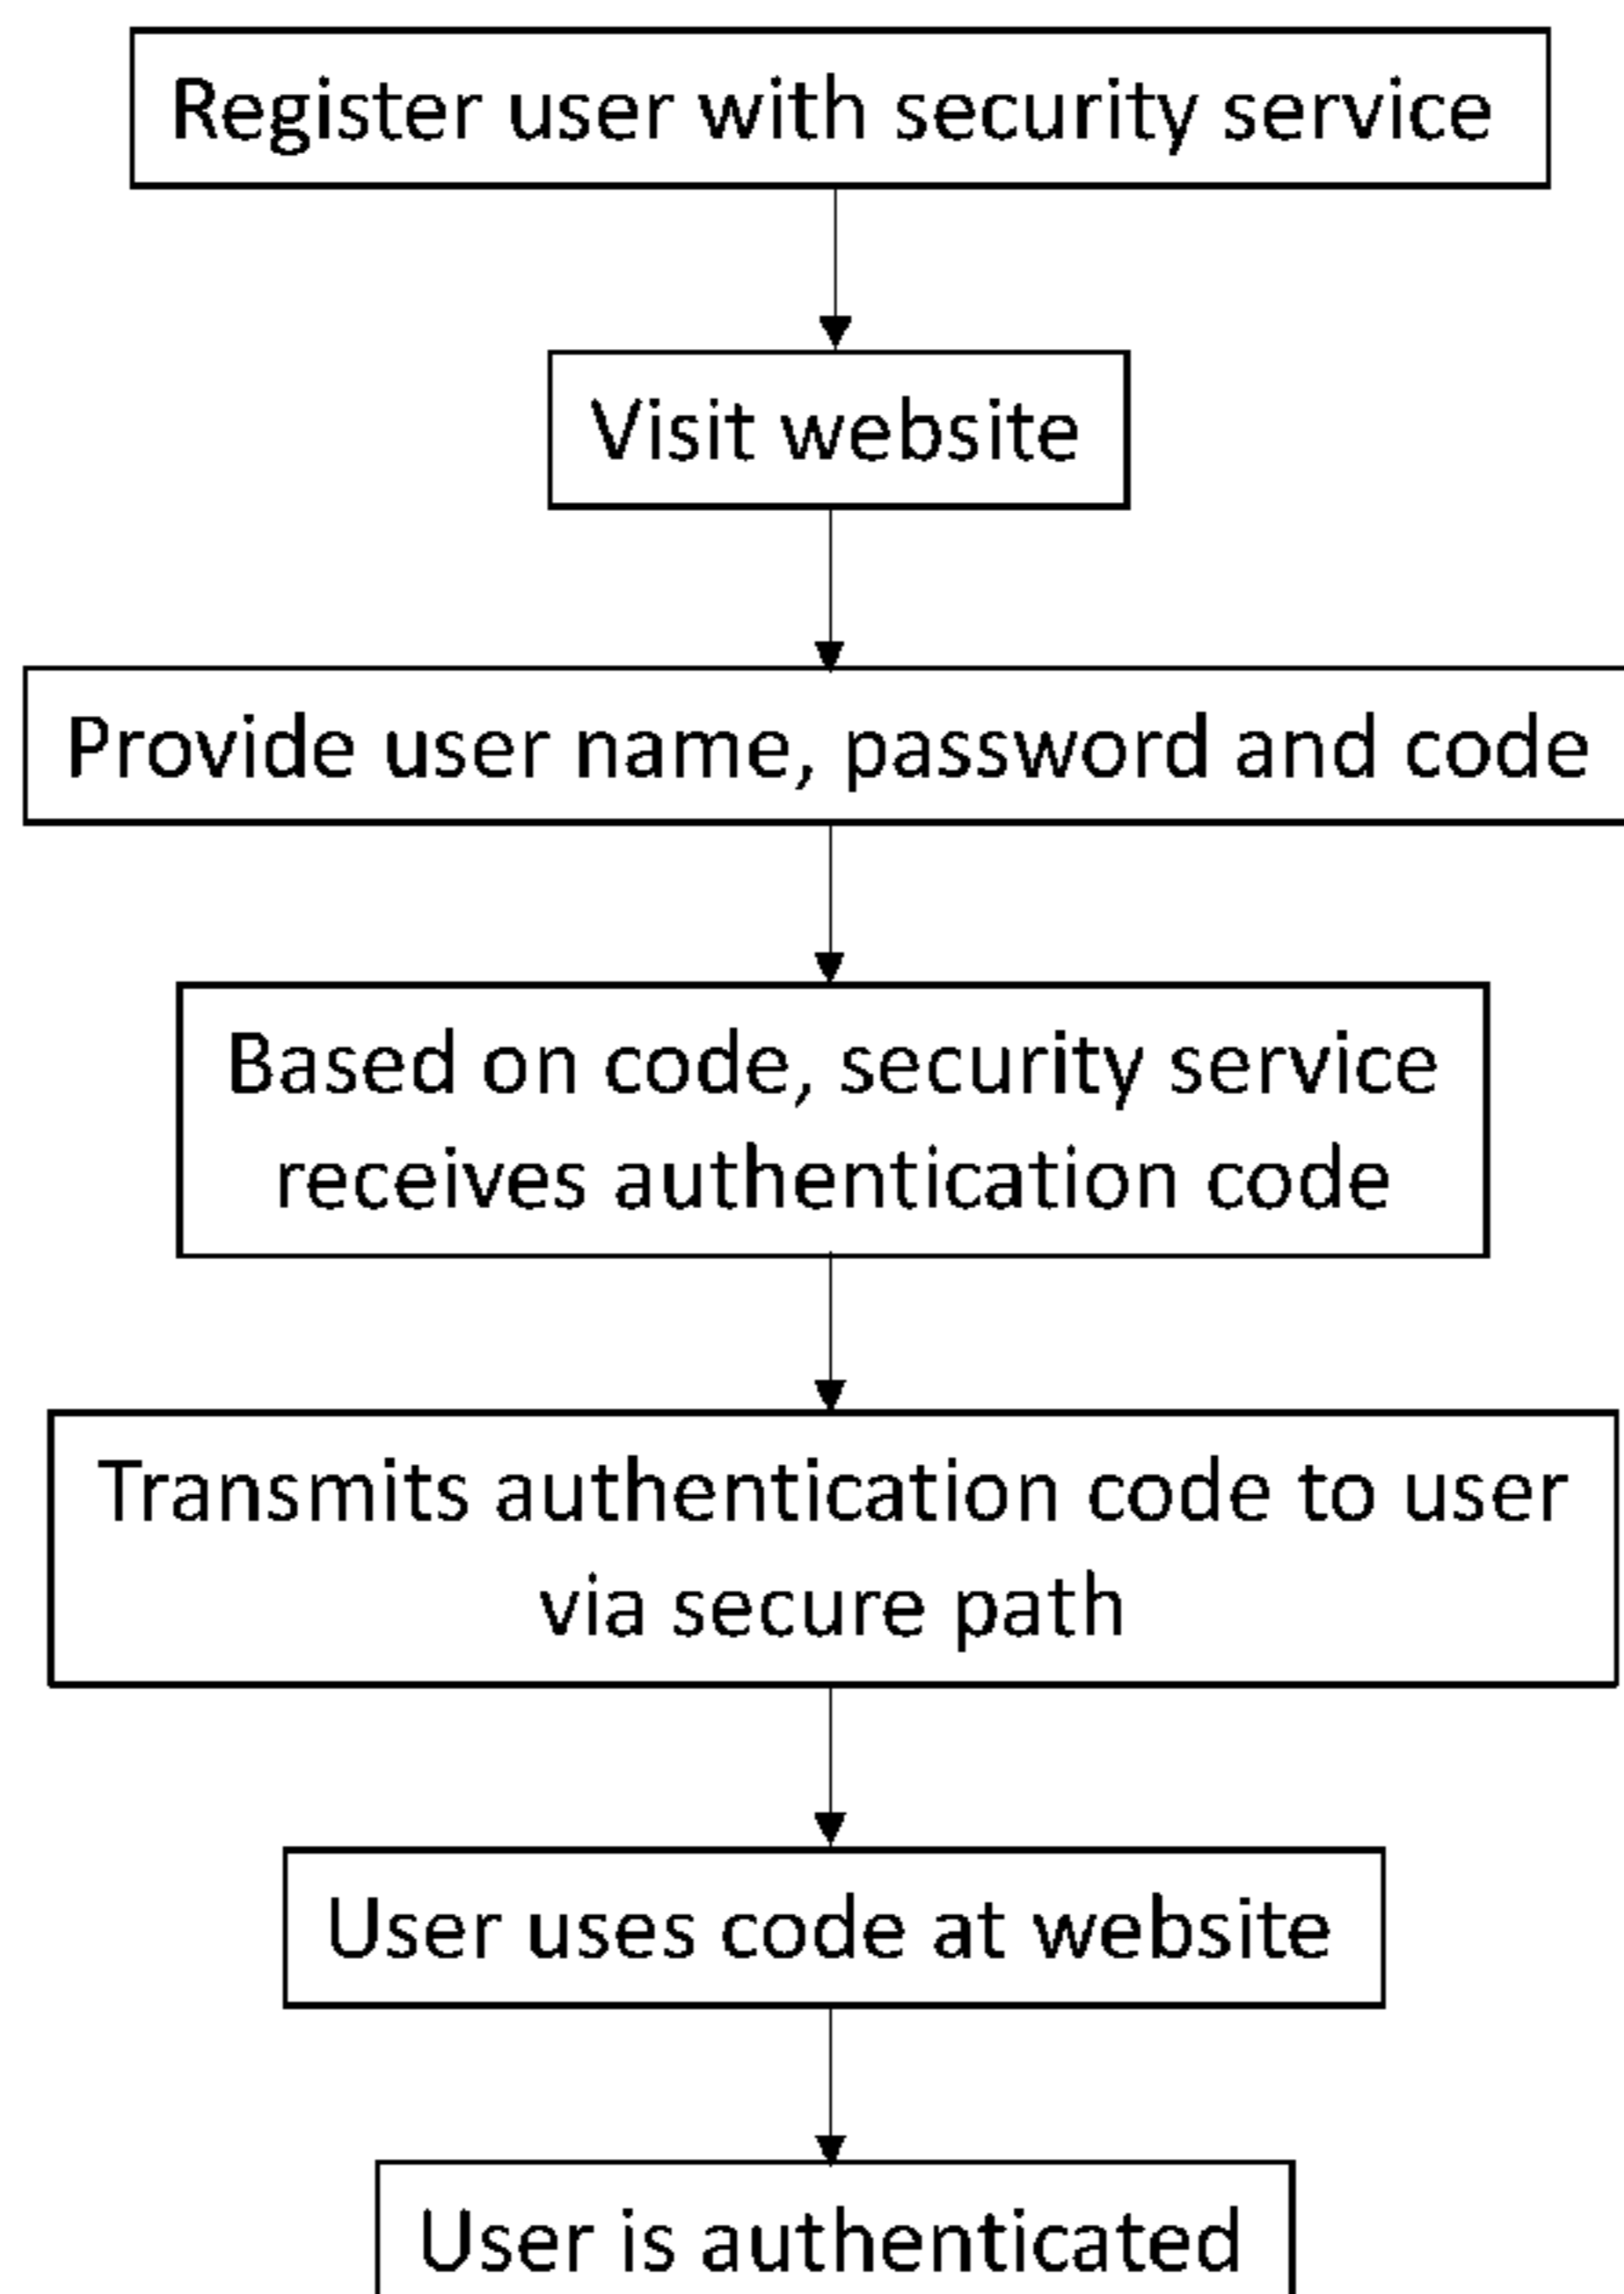 Register user with security service
Visit website
Provide user name, password and code
Based on code, security service
receives authentication code
Transmits authentication code to user
via secure path
User uses code at website
User is authenticated